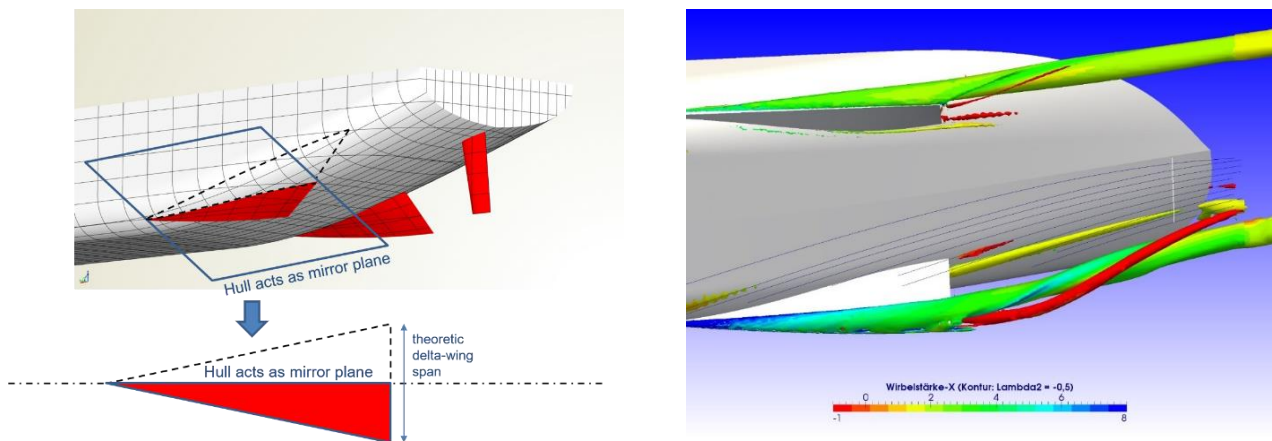 Hull acts as mirror plane
theoretic
delta-wing
span
Hull acts as mirror plane
Wirbelstärke-X (Kontur: Lambda2 = -0,5)
0 2 4 6
-1 8